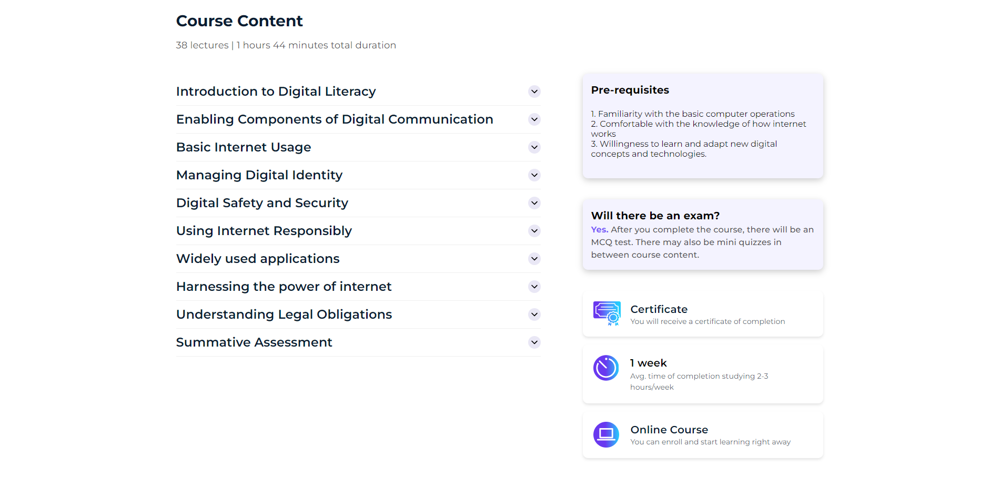 Course Content
38 lectures | 1 hours 44 minutes total duration
Introduction to Digital Literacy
Enabling Components of Digital Communication
Basic Internet Usage
Managing Digital Identity
Digital Safety and Security
Using Internet Responsibly
Widely used applications
Harnessing the power of internet
Understanding Legal Obligations
Summative Assessment
Pre-requisites
1. Familiarity with the basic computer operations
2. Comfortable with the knowledge of how internet
works
3. Willingness to learn and adapt new digital
concepts and technologies.
Will there be an exam?
Yes. After you complete the course, there will be an
MCQ test. There may also be mini quizzes in
between course content.
Certificate
You will receive a certificate of completion
1 week
Avg. time of completion studying 2-3
hours/week
Online Course
You can enroll and start learning right away